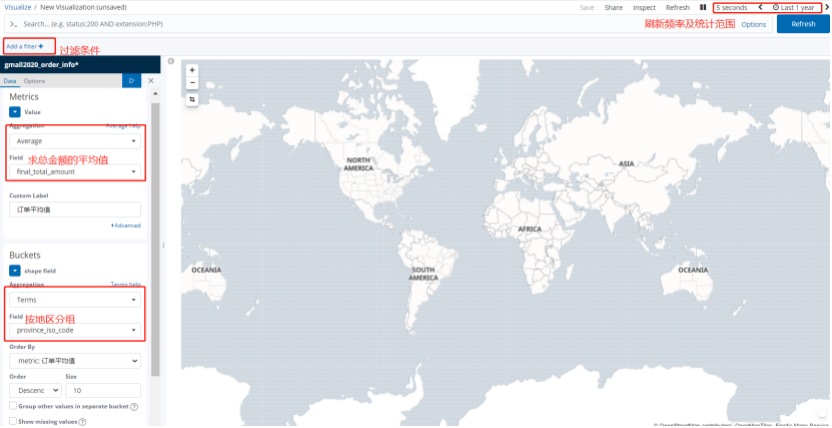 Visualize / New Visualization (unsaved)
Save Share Inspect Refresh 5 seconds Last 1 year
>_ Search... (e.g. status:200 AND extension:PHP)
刷新频率及统计范围
Options
Refresh
Add a filter +
过滤条件
gmall2020_order_info*
Data Options
Metrics
Value
Aggregation Average help
Average
Field
求总金额的平均值
final_total_amount
Custom Label
订单平均值
Advanced
Buckets
shape field
Aggregation Terms help
Terms
Field
按地区分组
province_iso_code
Order By
metric: 订单平均值
Order Size
Descenc 10
Group other values in separate bucket
Show missing values
NORTH
AMERICA
ASIA
AFRICA
OCEANIA
SOUTH
AMERICA
OCEANIA
© OpenStreetMap contributors, OpenMapTiles, Elastic Maps Service